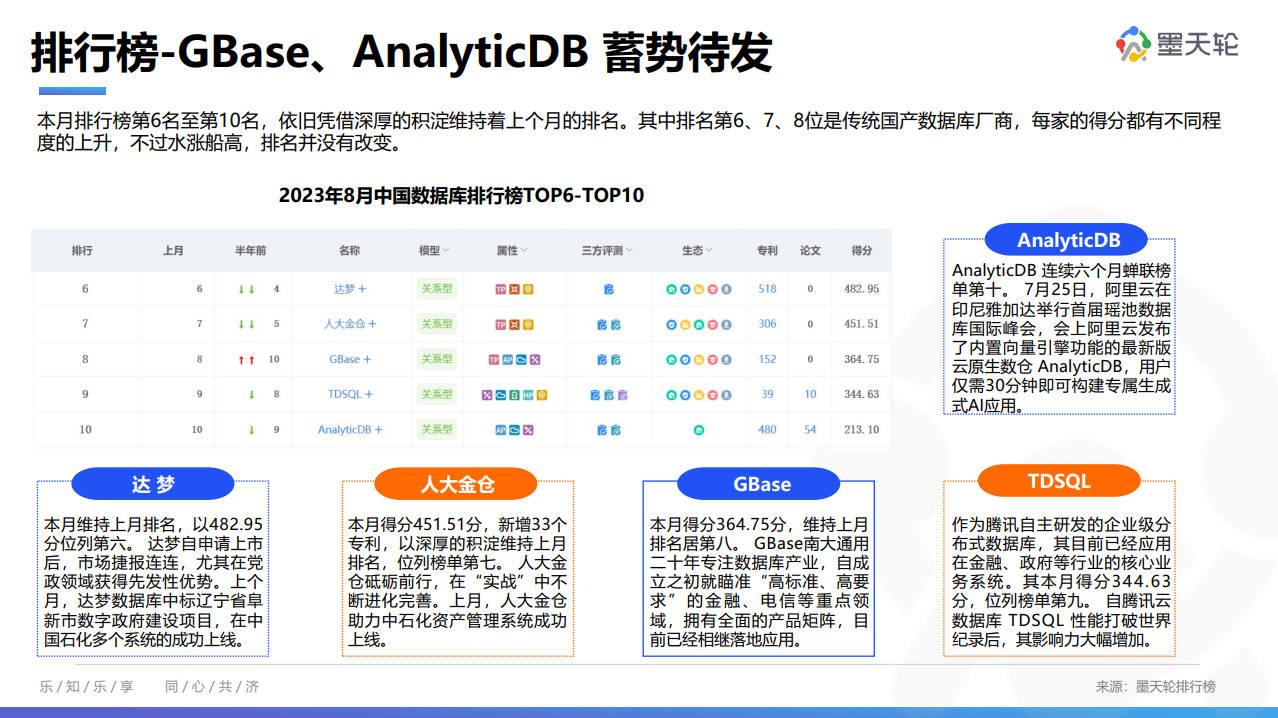 排行榜-GBase、AnalyticDB 蓄势待发
墨天轮
本月排行榜第6名至第10名，依旧凭借深厚的积淀维持着上个月的排名。其中排名第6、7、8位是传统国产数据库厂商，每家的得分都有不同程
度的上升，不过水涨船高，排名并没有改变。
2023年8月中国数据库排行榜TOP6-TOP10
排行 上月 半年前 名称 模型 属性 三方评测 生态 专利 论文 得分
6 6 ↓↓ 4 达梦 + 关系型 TP 518 0 482.95
7 7 ↓↓ 5 人大金仓 + 关系型 TP 306 0 451.51
8 8 ↑↑ 10 GBase + 关系型 TP AP 152 0 364.75
9 9 ↓ 8 TDSQL + 关系型 HP 39 10 344.63
10 10 ↓ 9 AnalyticDB + 关系型 AP 480 54 213.10
AnalyticDB
AnalyticDB 连续六个月蝉联榜
单第十。 7月25日，阿里云在
印尼雅加达举行首届瑶池数据
库国际峰会，会上阿里云发布
了内置向量引擎功能的最新版
云原生数仓 AnalyticDB，用户
仅需30分钟即可构建专属生成
式AI应用。
达 梦
本月维持上月排名，以482.95
分位列第六。 达梦自申请上市
后，市场捷报连连，尤其在党
政领域获得先发性优势。上个
月，达梦数据库中标辽宁省阜
新市数字政府建设项目，在中
国石化多个系统的成功上线。
人大金仓
本月得分451.51分，新增33个
专利，以深厚的积淀维持上月
排名，位列榜单第七。 人大金
仓砥砺前行，在“实战”中不
断进化完善。上月，人大金仓
助力中石化资产管理系统成功
上线。
GBase
本月得分364.75分，维持上月
排名居第八。 GBase南大通用
二十年专注数据库产业，自成
立之初就瞄准“高标准、高要
求”的金融、电信等重点领
域，拥有全面的产品矩阵，目
前已经相继落地应用。
TDSQL
作为腾讯自主研发的企业级分
布式数据库，其目前已经应用
在金融、政府等行业的核心业
务系统。其本月得分344.63
分，位列榜单第九。 自腾讯云
数据库 TDSQL 性能打破世界
纪录后，其影响力大幅增加。
乐 / 知 / 乐 / 享 同 / 心 / 共 / 济
来源：墨天轮排行榜